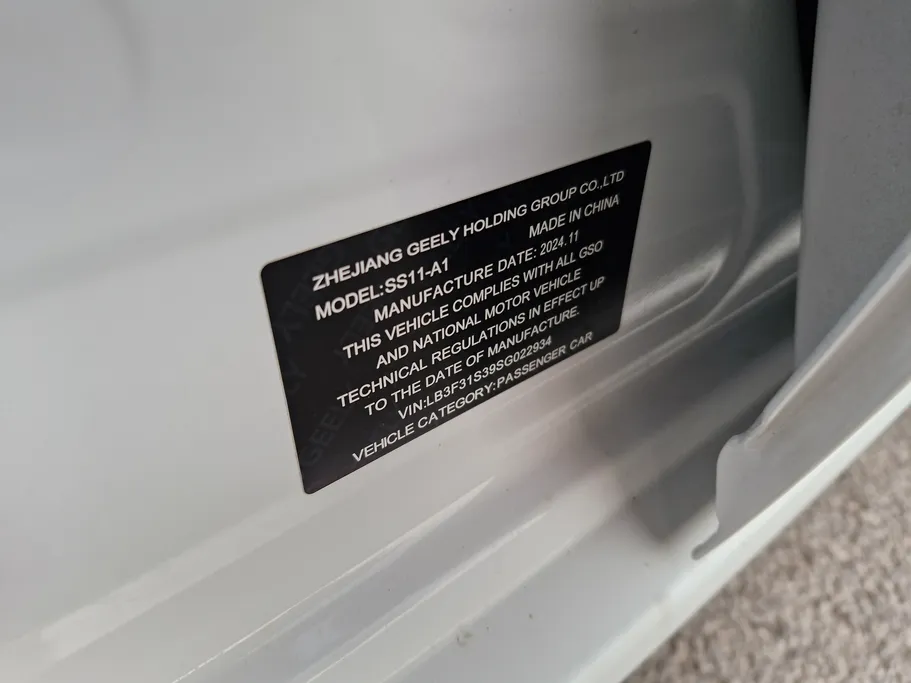 ZHEJIANG GEELY HOLDING GROUP CO.,LTD
MODEL:SS11-A1 MADE IN CHINA
MANUFACTURE DATE: 2024.11
THIS VEHICLE COMPLIES WITH ALL GSO
AND NATIONAL MOTOR VEHICLE
TECHNICAL REGULATIONS IN EFFECT UP
TO THE DATE OF MANUFACTURE.
VIN:LB3F31S39SG022934
VEHICLE CATEGORY:PASSENGER CAR